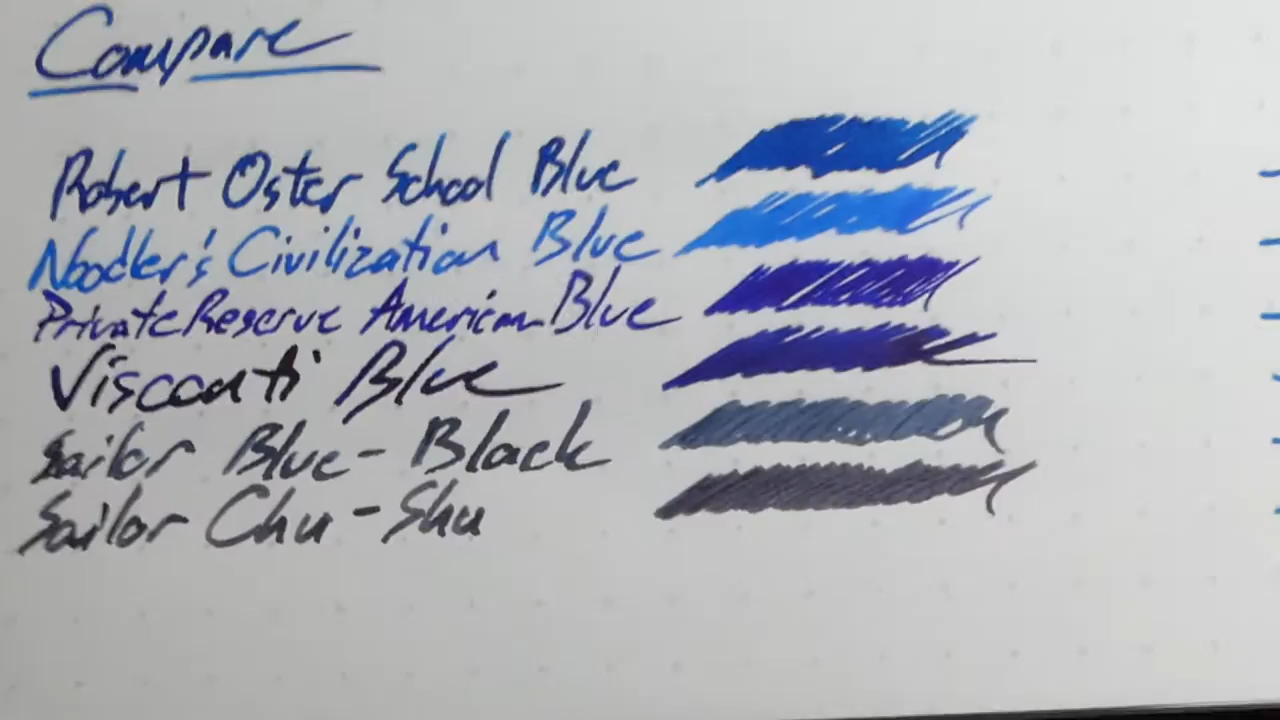 Compare
Robert Oster School Blue
Noodler's Civilization Blue
Private Reserve American Blue
Visconti Blue
Sailor Blue-Black
Sailor Chu-Shu